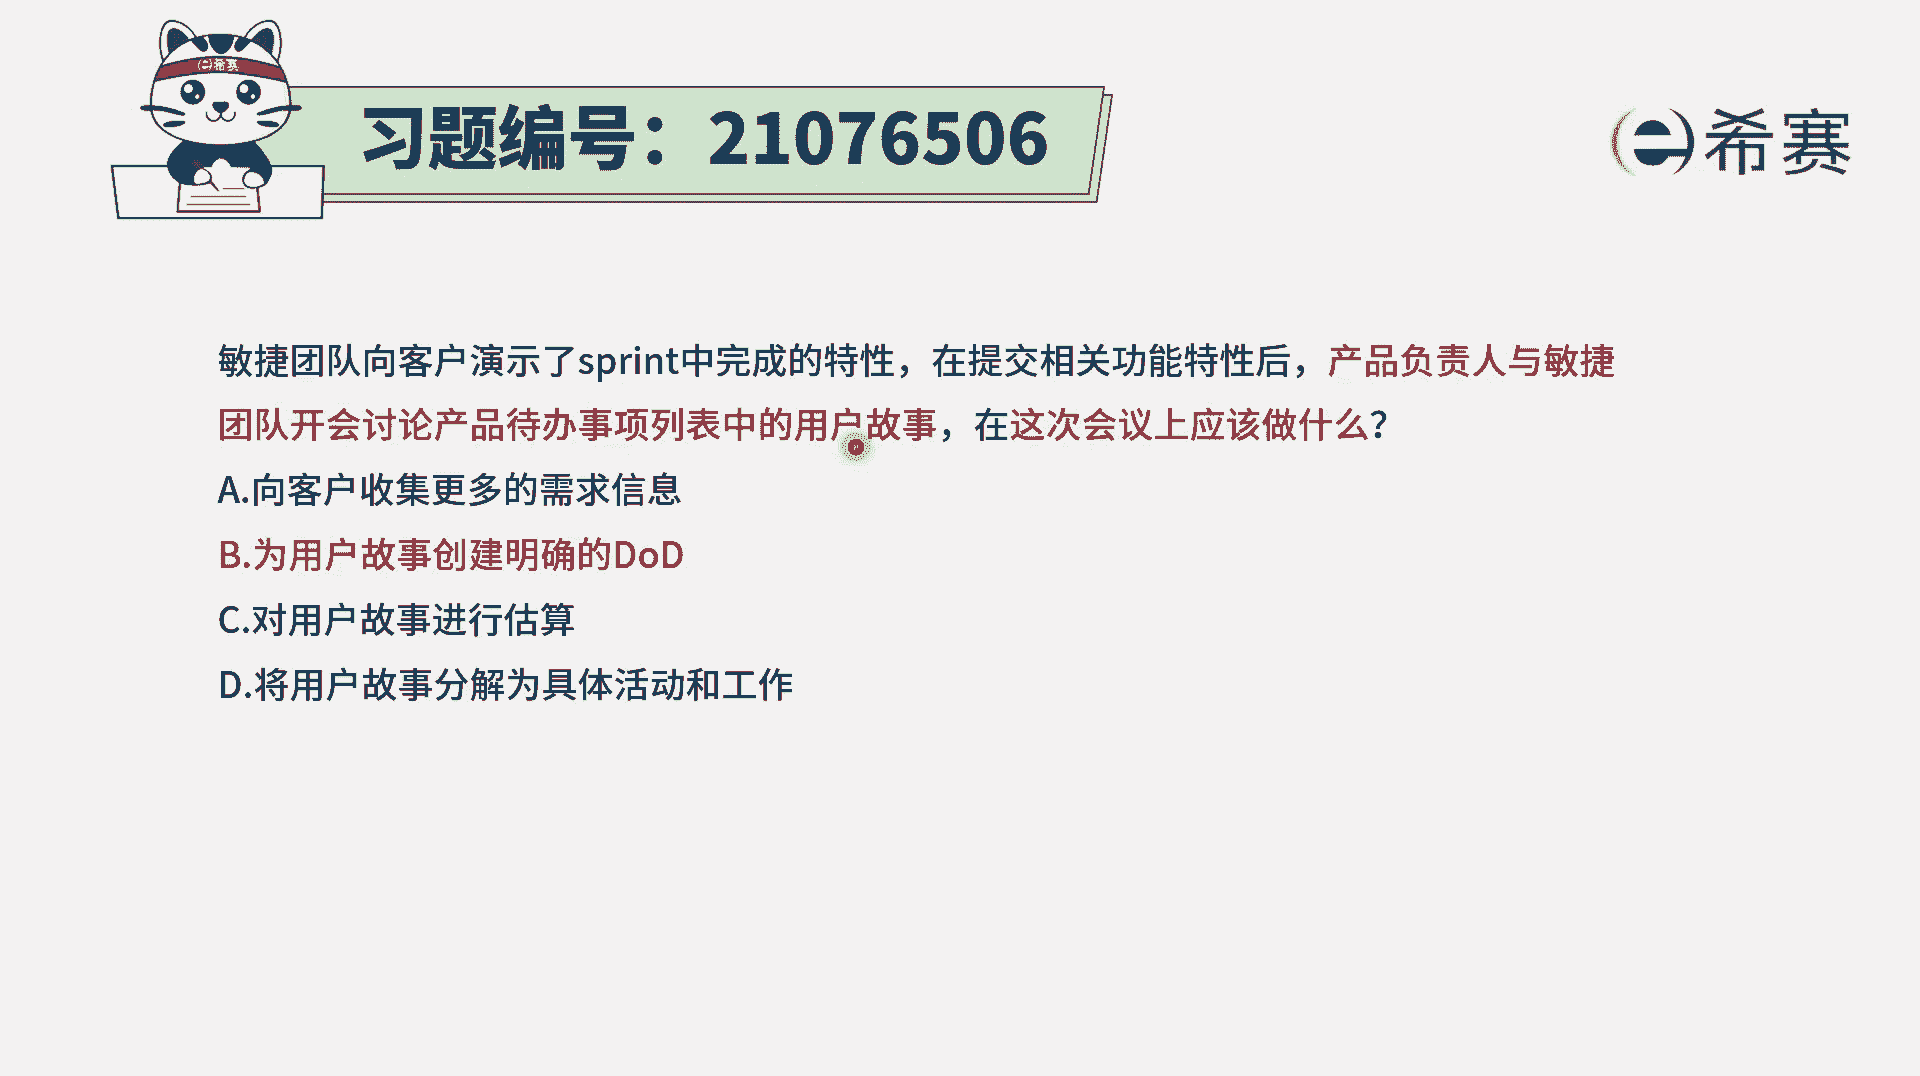 e希赛
习题编号：21076506
e希赛
敏捷团队向客户演示了sprint中完成的特性，在提交相关功能特性后，产品负责人与敏捷
团队开会讨论产品待办事项列表中的用户故事，在这次会议上应该做什么？
A.向客户收集更多的需求信息
B.为用户故事创建明确的DoD
C.对用户故事进行估算
D.将用户故事分解为具体活动和工作